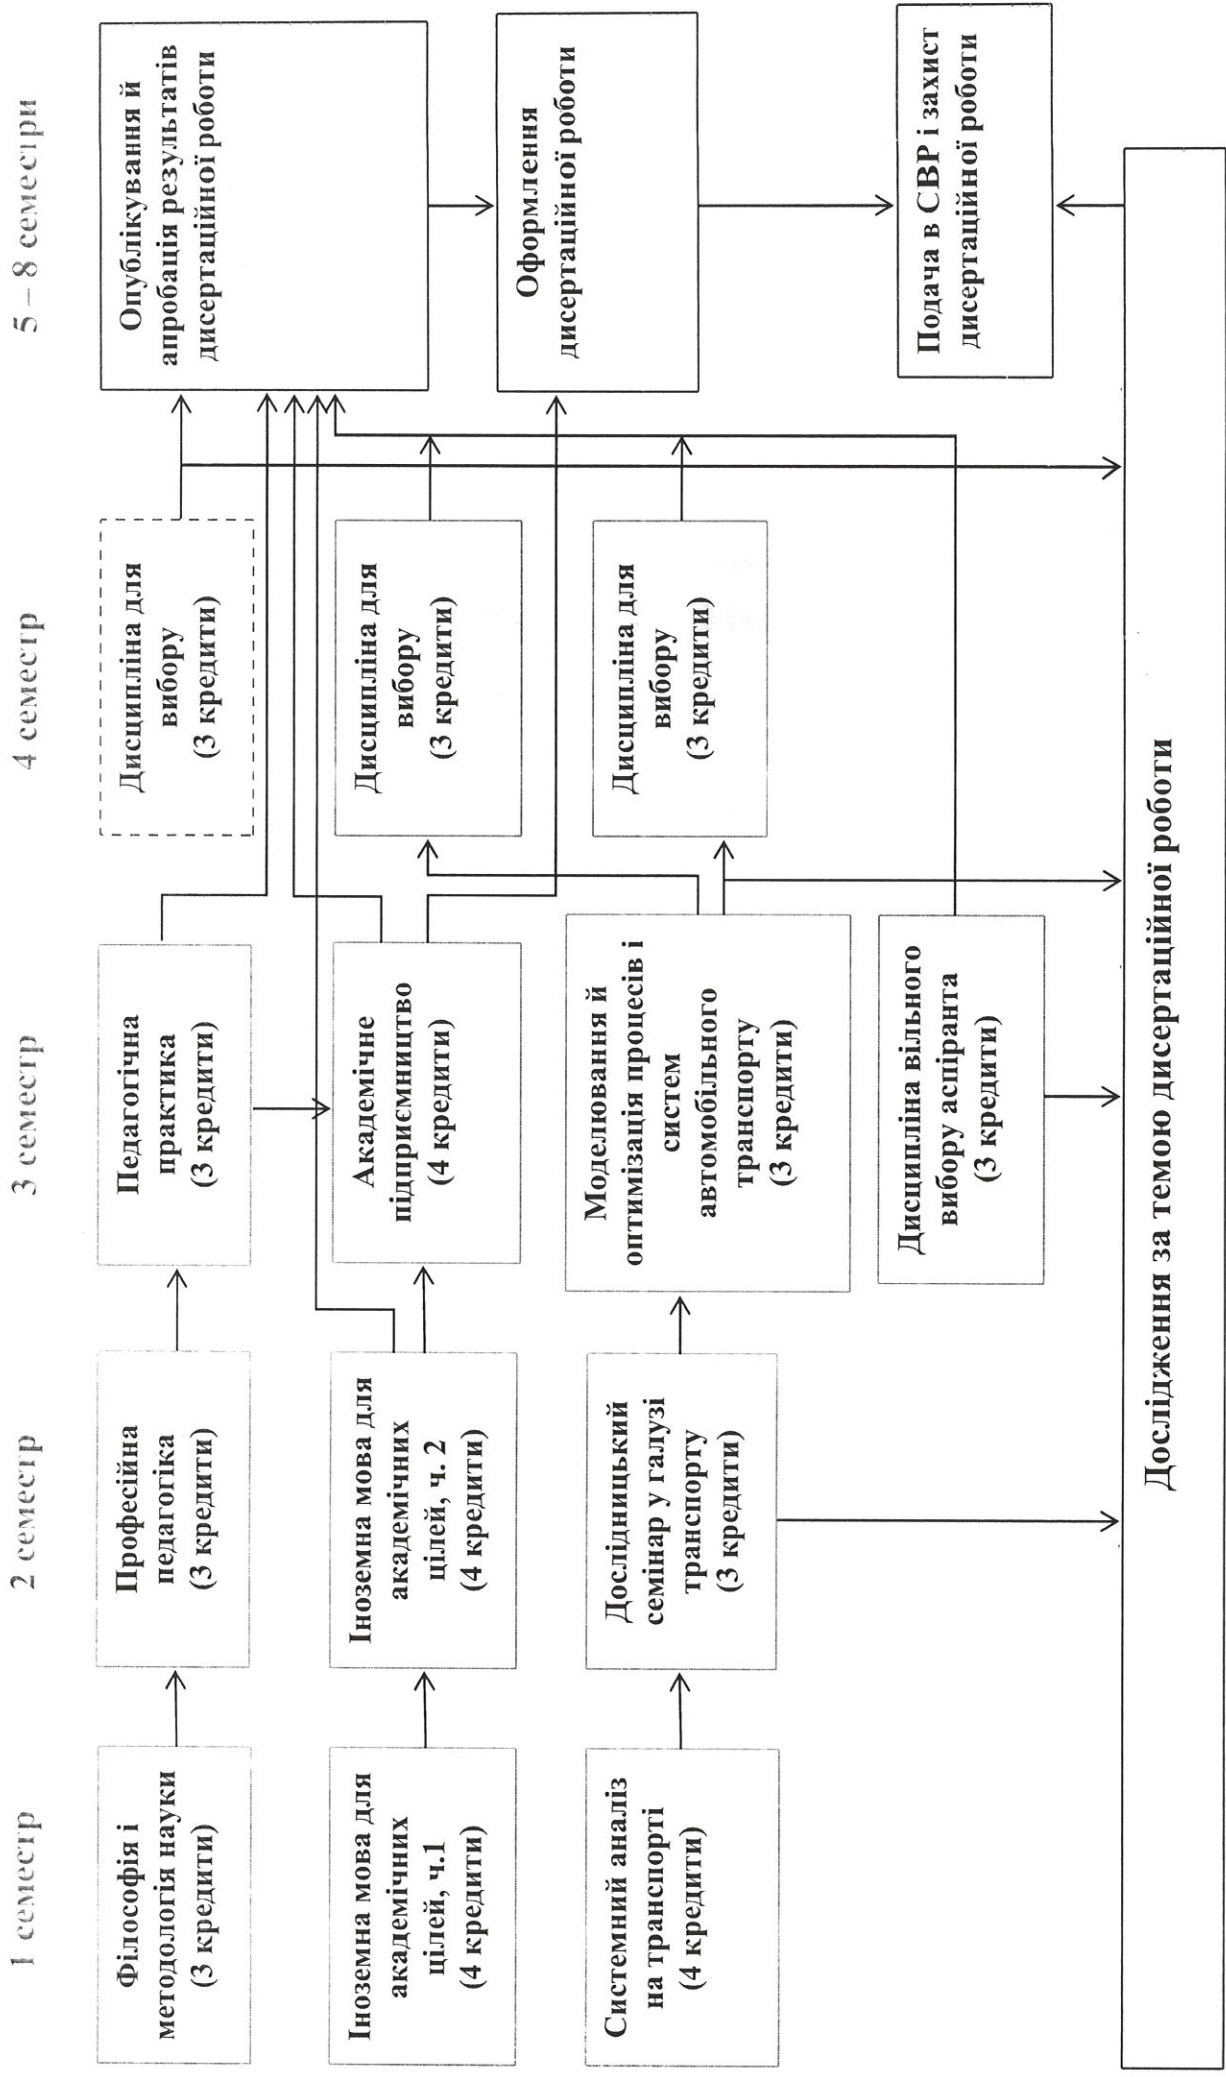 1 семестр
2 семестр
3 семестр
4 семестр
5 – 8 семестри
Філософія і
методологія науки
(3 кредити)
Професійна
педагогіка
(3 кредити)
Педагогічна
практика
(3 кредити)
Дисципліна для
вибору
(3 кредити)
Опублікування й
апробація результатів
дисертаційної роботи
Іноземна мова для
академічних
цілей, ч.1
(4 кредити)
Іноземна мова для
академічних
цілей, ч. 2
(4 кредити)
Академічне
підприємництво
(4 кредити)
Дисципліна для
вибору
(3 кредити)
Оформлення
дисертаційної роботи
Системний аналіз
на транспорті
(4 кредити)
Дослідницький
семінар у галузі
транспорту
(3 кредити)
Моделювання й
оптимізація процесів і
систем
автомобільного
транспорту
(3 кредити)
Дисципліна для
вибору
(3 кредити)
Дисципліна вільного
вибору аспіранта
(3 кредити)
Подача в СВР і захист
дисертаційної роботи
Дослідження за темою дисертаційної роботи